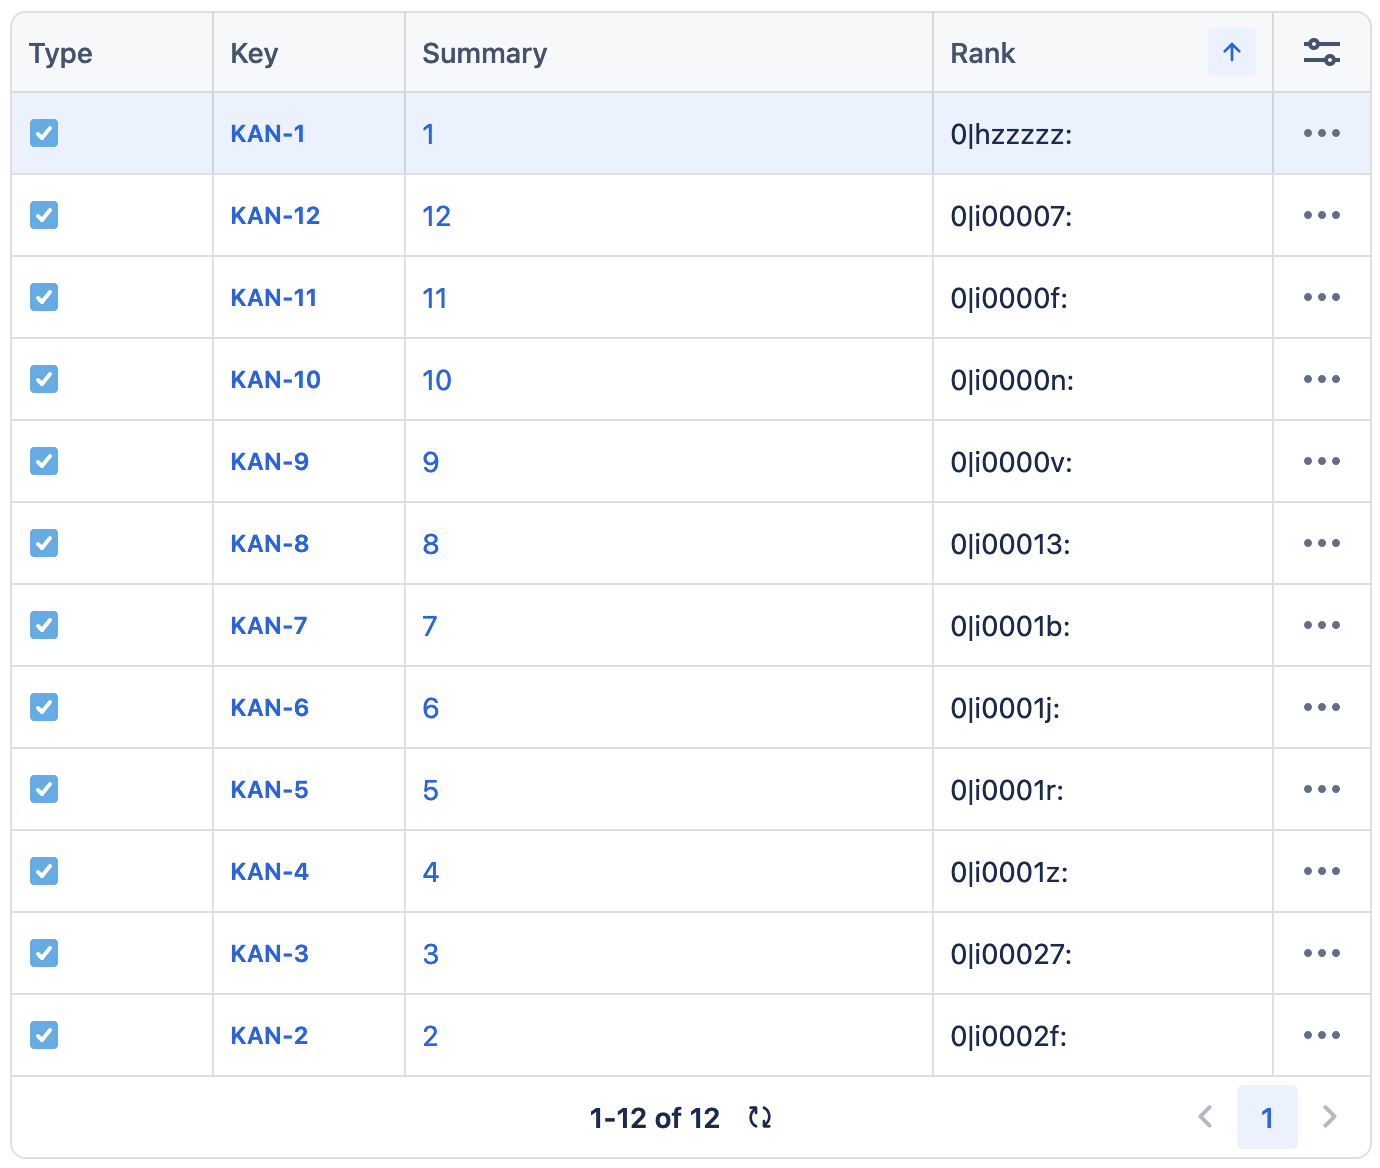 Type Key Summary Rank
KAN-1 1 0|hzzzzz:
KAN-12 12 0|i00007:
KAN-11 11 0|i0000f:
KAN-10 10 0|i0000n:
KAN-9 9 0|i0000v:
KAN-8 8 0|i00013:
KAN-7 7 0|i0001b:
KAN-6 6 0|i0001j:
KAN-5 5 0|i0001r:
KAN-4 4 0|i0001z:
KAN-3 3 0|i00027:
KAN-2 2 0|i0002f:
1-12 of 12 1